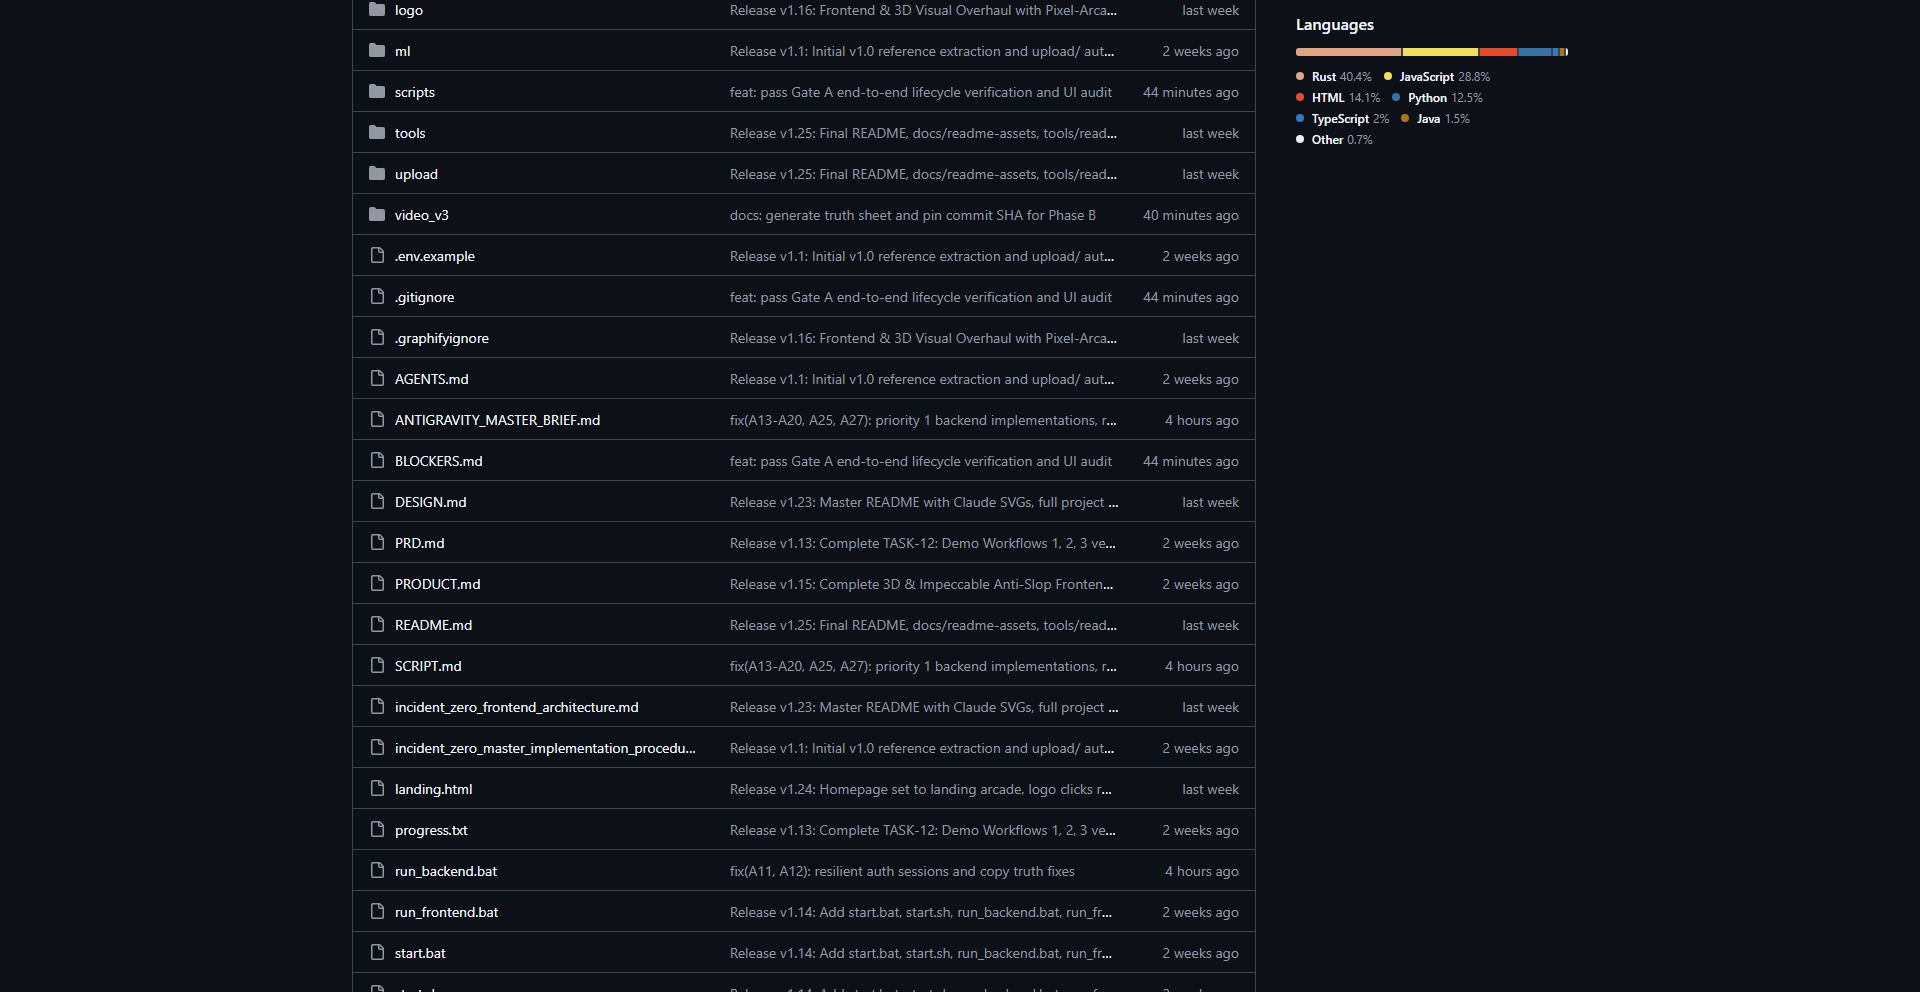 logo Release v1.16: Frontend & 3D Visual Overhaul with Pixel-Arca... last week
ml Release v1.1: Initial v1.0 reference extraction and upload/ aut... 2 weeks ago
scripts feat: pass Gate A end-to-end lifecycle verification and UI audit 44 minutes ago
tools Release v1.25: Final README, docs/readme-assets, tools/read... last week
upload Release v1.25: Final README, docs/readme-assets, tools/read... last week
video_v3 docs: generate truth sheet and pin commit SHA for Phase B 40 minutes ago
.env.example Release v1.1: Initial v1.0 reference extraction and upload/ aut... 2 weeks ago
.gitignore feat: pass Gate A end-to-end lifecycle verification and UI audit 44 minutes ago
.graphifyignore Release v1.16: Frontend & 3D Visual Overhaul with Pixel-Arca... last week
AGENTS.md Release v1.1: Initial v1.0 reference extraction and upload/ aut... 2 weeks ago
ANTIGRAVITY_MASTER_BRIEF.md fix(A13-A20, A25, A27): priority 1 backend implementations, r... 4 hours ago
BLOCKERS.md feat: pass Gate A end-to-end lifecycle verification and UI audit 44 minutes ago
DESIGN.md Release v1.23: Master README with Claude SVGs, full project ... last week
PRD.md Release v1.13: Complete TASK-12: Demo Workflows 1, 2, 3 ve... 2 weeks ago
PRODUCT.md Release v1.15: Complete 3D & Impeccable Anti-Slop Fronten... 2 weeks ago
README.md Release v1.25: Final README, docs/readme-assets, tools/read... last week
SCRIPT.md fix(A13-A20, A25, A27): priority 1 backend implementations, r... 4 hours ago
incident_zero_frontend_architecture.md Release v1.23: Master README with Claude SVGs, full project ... last week
incident_zero_master_implementation_procedu... Release v1.1: Initial v1.0 reference extraction and upload/ aut... 2 weeks ago
landing.html Release v1.24: Homepage set to landing arcade, logo clicks r... last week
progress.txt Release v1.13: Complete TASK-12: Demo Workflows 1, 2, 3 ve... 2 weeks ago
run_backend.bat fix(A11, A12): resilient auth sessions and copy truth fixes 4 hours ago
run_frontend.bat Release v1.14: Add start.bat, start.sh, run_backend.bat, run_fr... 2 weeks ago
start.bat Release v1.14: Add start.bat, start.sh, run_backend.bat, run_fr... 2 weeks ago
Languages
Rust 40.4% JavaScript 28.8%
HTML 14.1% Python 12.5%
TypeScript 2% Java 1.5%
Other 0.7%